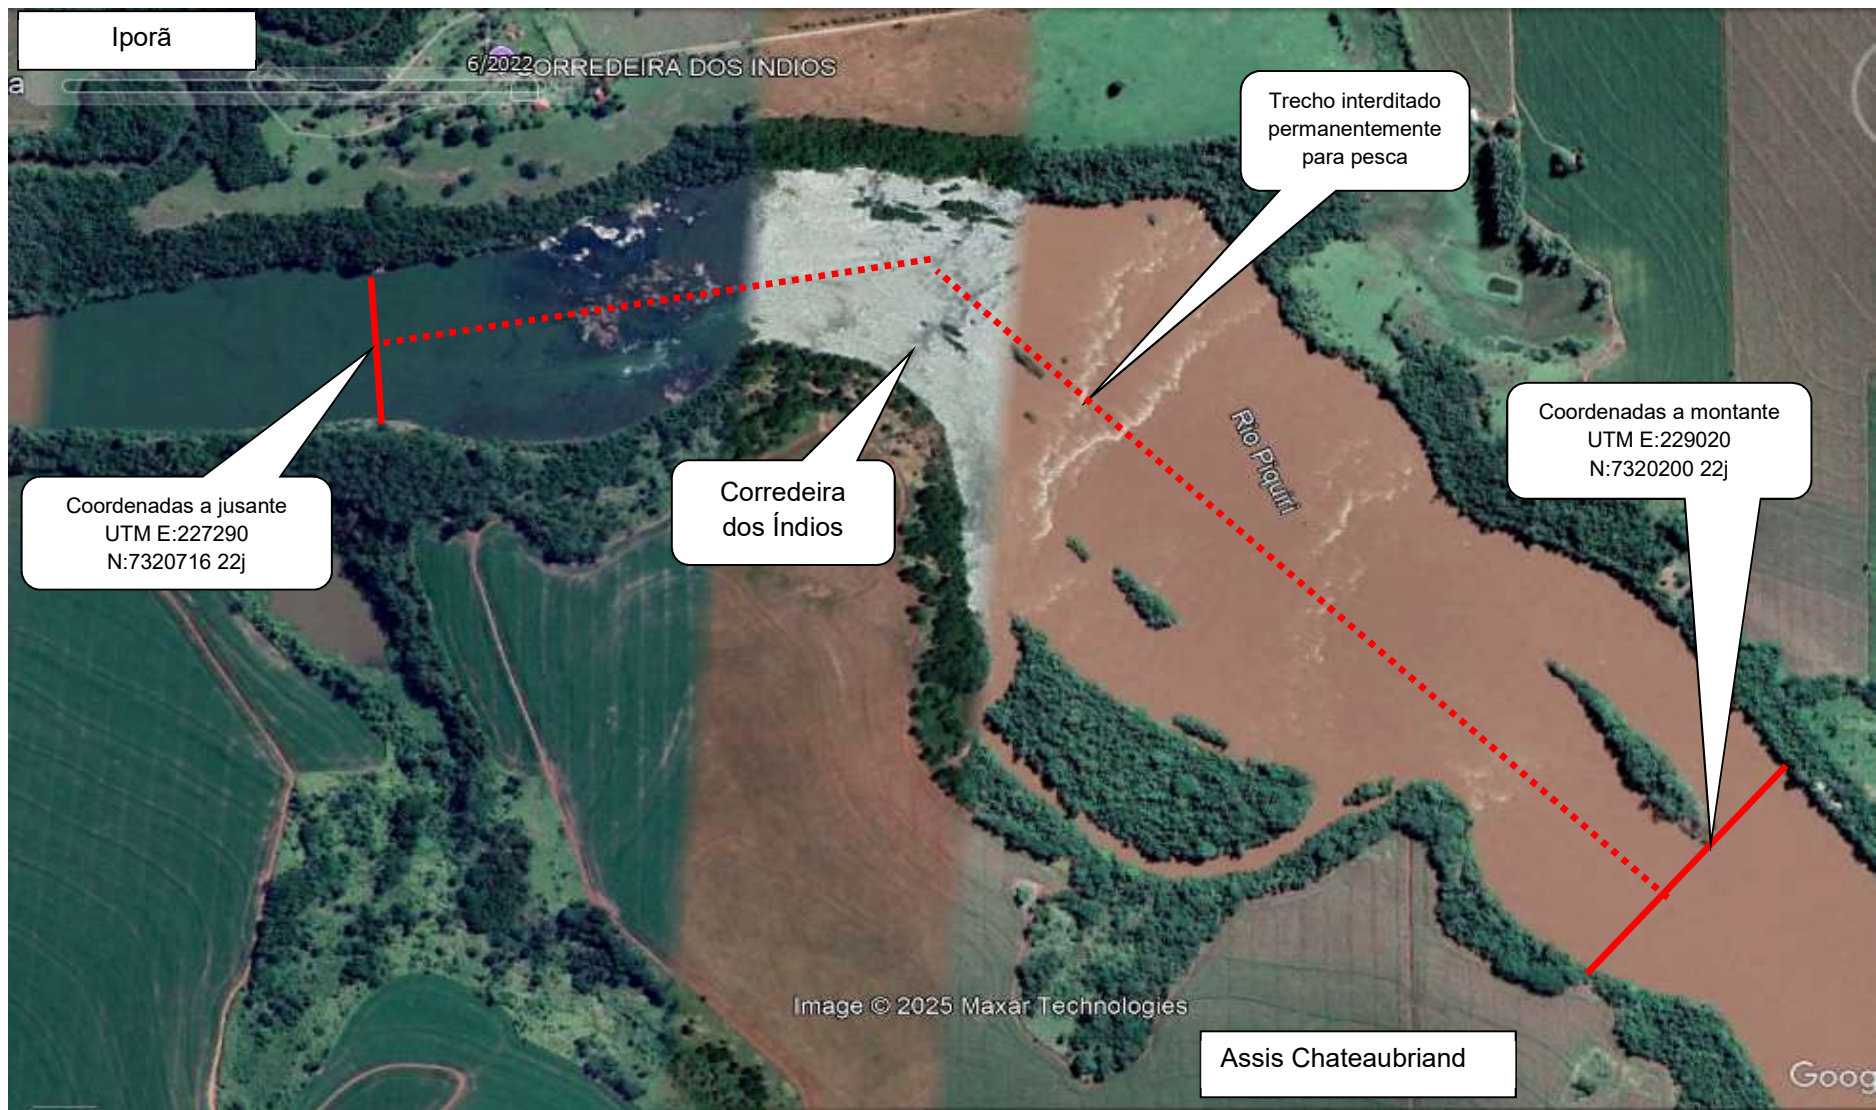 Iporã
6/2022
CORREDEIRA DOS INDIOS
a
Trecho interditado
permanentemente
para pesca
Coordenadas a montante
UTM E:229020
N:7320200 22j
Rio Piquiri
Corredeira
dos Índios
Coordenadas a jusante
UTM E:227290
N:7320716 22j
Image © 2025 Maxar Technologies
Assis Chateaubriand
Goog